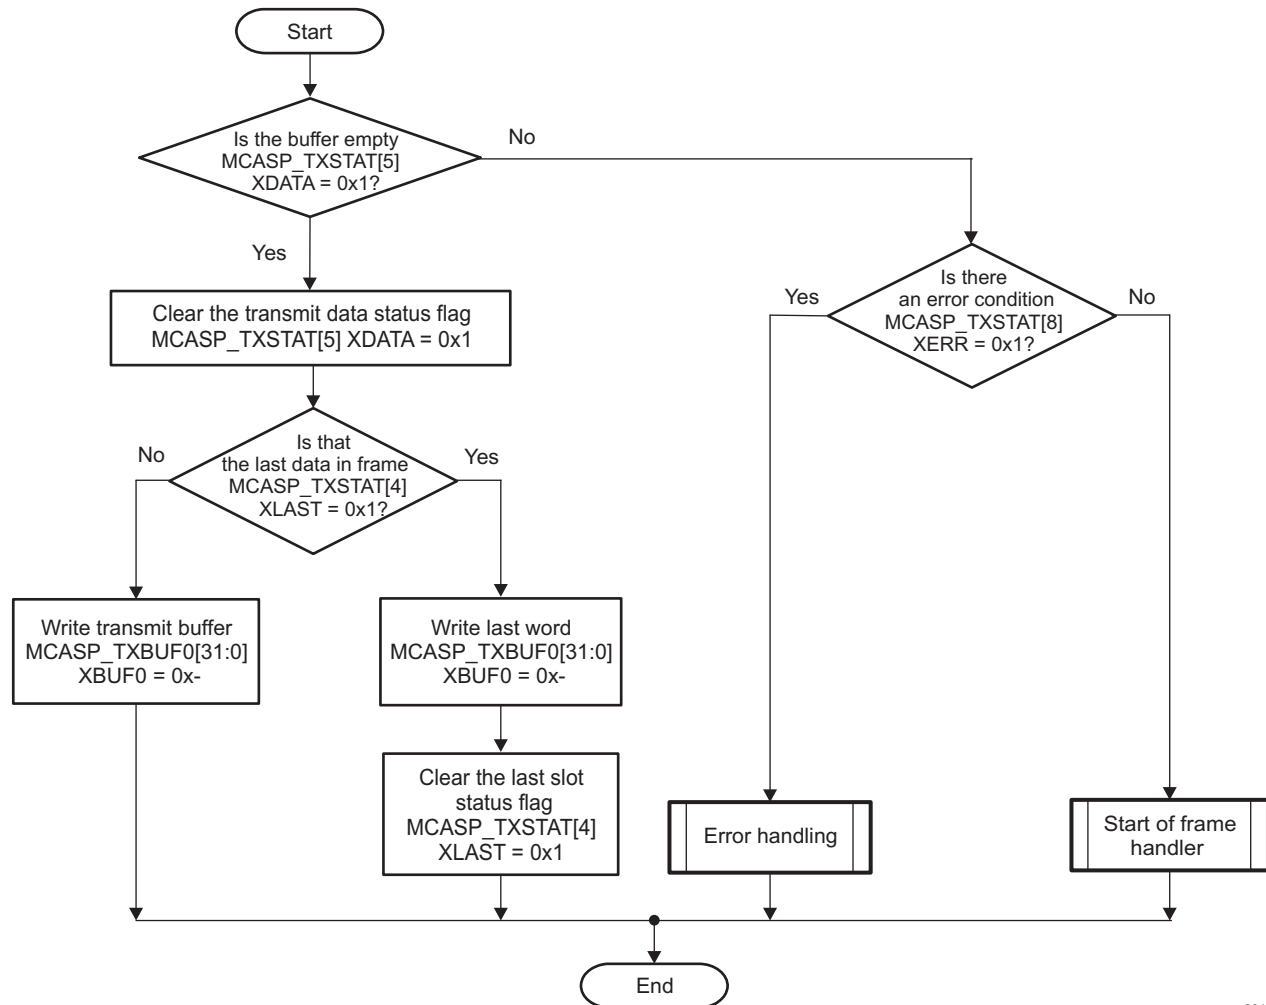 Start
Is the buffer empty
MCASP_TXSTAT[5]
XDATA = 0x1?
No
Yes
Clear the transmit data status flag
MCASP_TXSTAT[5] XDATA = 0x1
Is there
an error condition
MCASP_TXSTAT[8]
XERR = 0x1?
Yes
No
Is that
the last data in frame
MCASP_TXSTAT[4]
XLAST = 0x1?
No
Yes
Write transmit buffer
MCASP_TXBUF0[31:0]
XBUF0 = 0x-
Write last word
MCASP_TXBUF0[31:0]
XBUF0 = 0x-
Clear the last slot
status flag
MCASP_TXSTAT[4]
XLAST = 0x1
Error handling
Start of frame
handler
End